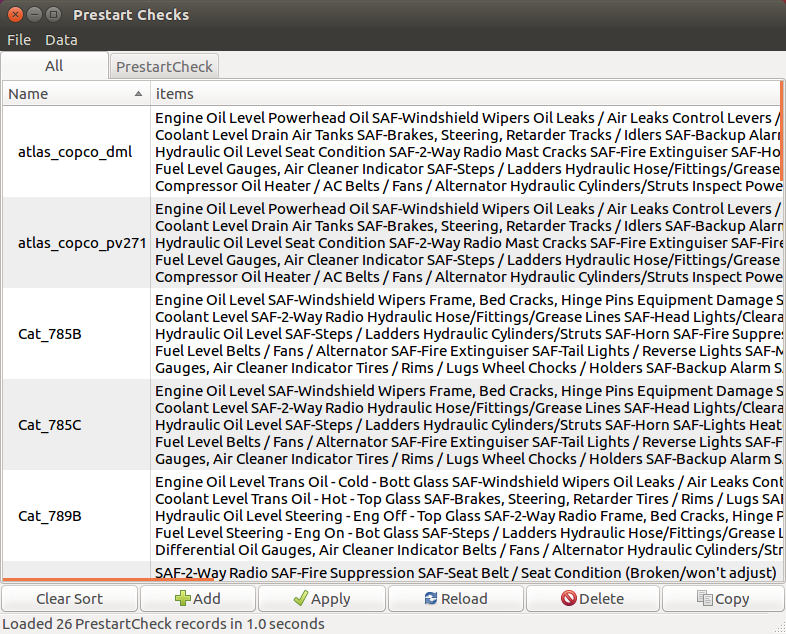 Prestart Checks
File Data
All PrestartCheck
Name items
Engine Oil Level Powerhead Oil SAF-Windshield Wipers Oil Leaks / Air Leaks Control Levers /
Coolant Level Drain Air Tanks SAF-Brakes, Steering, Retarder Tracks / Idlers SAF-Backup Alarr
atlas_copco_dml Hydraulic Oil Level Seat Condition SAF-2-Way Radio Mast Cracks SAF-Fire Extinguiser SAF-Ho
Fuel Level Gauges, Air Cleaner Indicator SAF-Steps / Ladders Hydraulic Hose/Fittings/Grease
Compressor Oil Heater / AC Belts / Fans / Alternator Hydraulic Cylinders/Struts Inspect Powe
Engine Oil Level Powerhead Oil SAF-Windshield Wipers Oil Leaks / Air Leaks Control Levers /
Coolant Level Drain Air Tanks SAF-Brakes, Steering, Retarder Tracks / Idlers SAF-Backup Alarr
atlas_copco_pv271 Hydraulic Oil Level Seat Condition SAF-2-Way Radio Mast Cracks SAF-Fire Extinguiser SAF-Fire
Fuel Level Gauges, Air Cleaner Indicator SAF-Steps / Ladders Hydraulic Hose/Fittings/Grease
Compressor Oil Heater / AC Belts / Fans / Alternator Hydraulic Cylinders/Struts Inspect Powe
Engine Oil Level SAF-Windshield Wipers Frame, Bed Cracks, Hinge Pins Equipment Damage S
Coolant Level SAF-2-Way Radio Hydraulic Hose/Fittings/Grease Lines SAF-Head Lights/Cleara
Cat_785B Hydraulic Oil Level SAF-Steps / Ladders Hydraulic Cylinders/Struts SAF-Horn SAF-Fire Suppres
Fuel Level Belts / Fans / Alternator SAF-Fire Extinguiser SAF-Tail Lights / Reverse Lights SAF-M
Gauges, Air Cleaner Indicator Tires / Rims / Lugs Wheel Chocks / Holders SAF-Backup Alarm S
Engine Oil Level SAF-Windshield Wipers Frame, Bed Cracks, Hinge Pins Equipment Damage S
Coolant Level SAF-2-Way Radio Hydraulic Hose/Fittings/Grease Lines SAF-Head Lights/Cleara
Cat_785C Hydraulic Oil Level SAF-Steps / Ladders Hydraulic Cylinders/Struts SAF-Horn SAF-Lights Heat
Fuel Level Belts / Fans / Alternator SAF-Fire Extinguiser SAF-Tail Lights / Reverse Lights SAF-F
Gauges, Air Cleaner Indicator Tires / Rims / Lugs Wheel Chocks / Holders SAF-Backup Alarm S
Engine Oil Level Trans Oil - Cold - Bott Glass SAF-Windshield Wipers Oil Leaks / Air Leaks Cont
Coolant Level Trans Oil - Hot - Top Glass SAF-Brakes, Steering, Retarder Tires / Rims / Lugs SAF
Cat_789B Hydraulic Oil Level Steering - Eng Off - Top Glass SAF-2-Way Radio Frame, Bed Cracks, Hinge P
Fuel Level Steering - Eng On - Bot Glass SAF-Steps / Ladders Hydraulic Hose/Fittings/Grease L
Differential Oil Gauges, Air Cleaner Indicator Belts / Fans / Alternator Hydraulic Cylinders/Str
SAF-2-Way Radio SAF-Fire Suppression SAF-Seat Belt / Seat Condition (Broken/won't adjust)
Clear Sort Add Apply Reload Delete Copy
Loaded 26 PrestartCheck records in 1.0 seconds